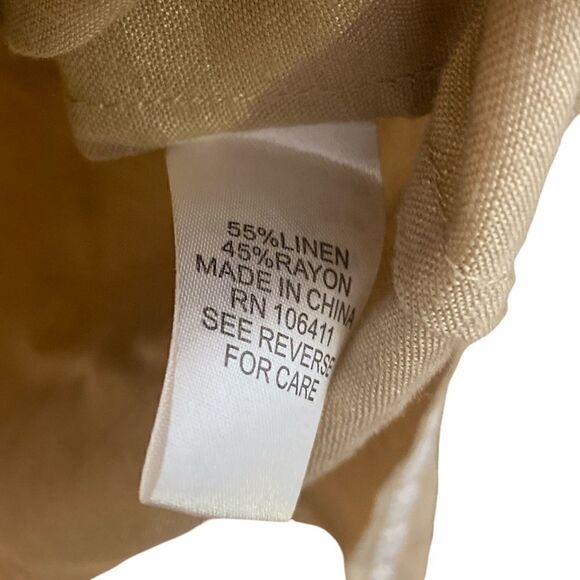 55%LINEN
45%RAYON
MADE IN CHINA
RN 106411
SEE REVERSE
FOR CARE